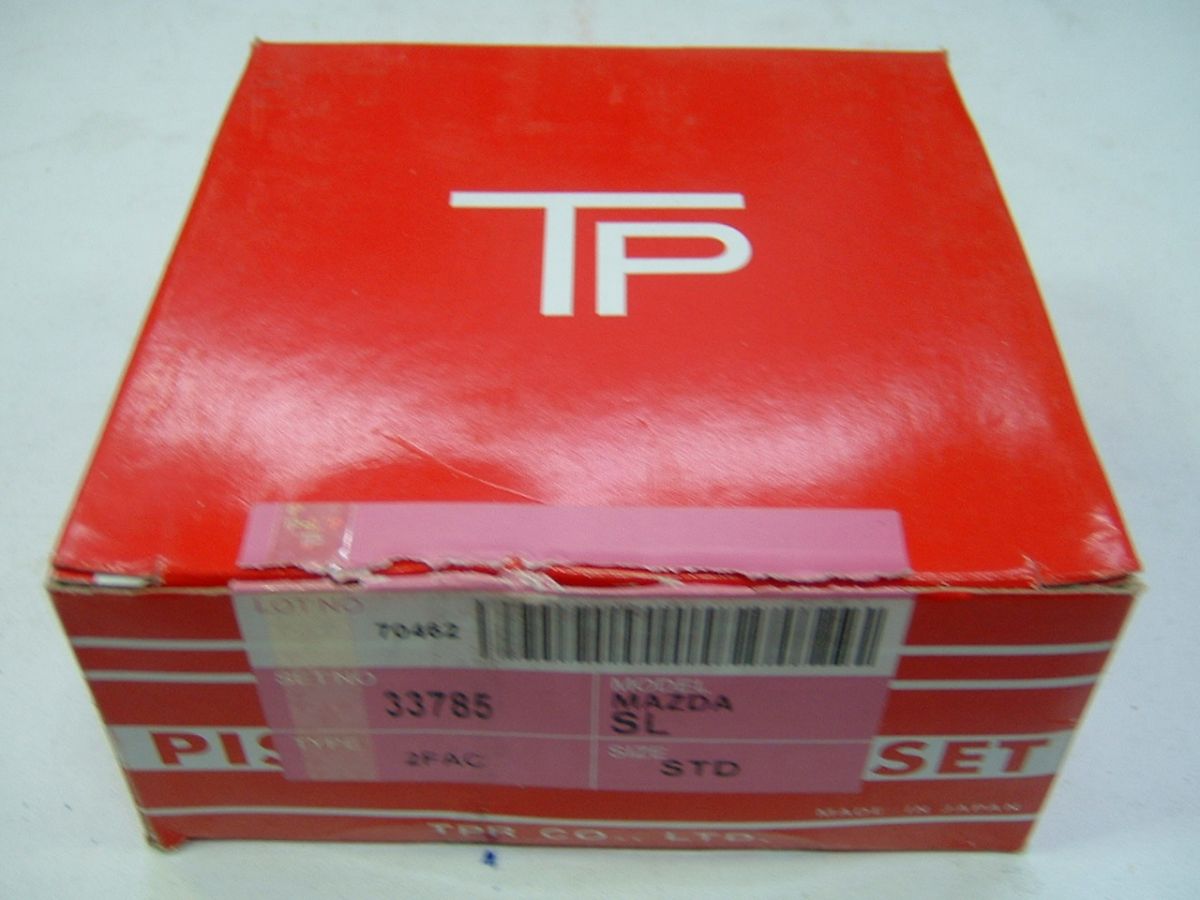 TP
LOT NO 70462
SET NO 33785 MODEL MAZDA
SL
TYPE 2FAC SIZE STD
PIS SET
MADE IN JAPAN
TPR CO., LTD.